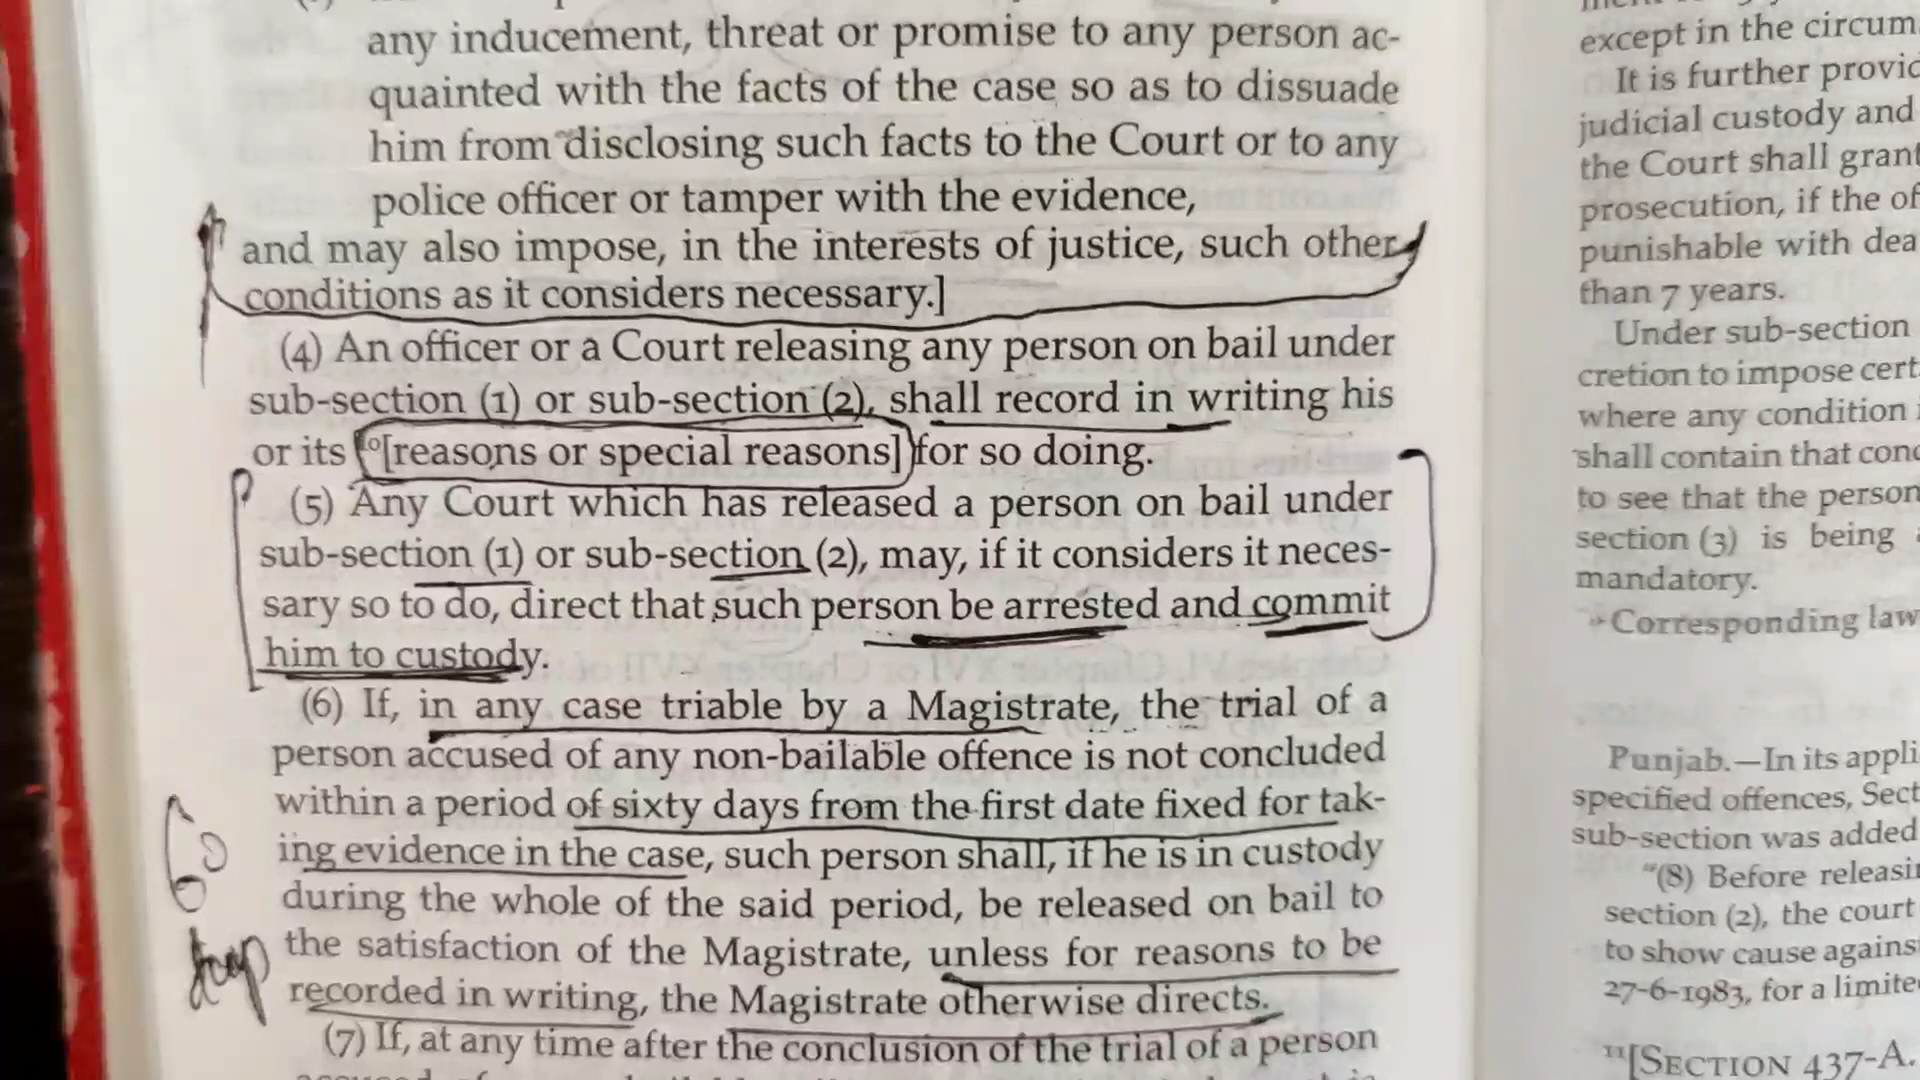 any inducement, threat or promise to any person ac-
quainted with the facts of the case so as to dissuade
him from disclosing such facts to the Court or to any
police officer or tamper with the evidence,
and may also impose, in the interests of justice, such other
conditions as it considers necessary.]
(4) An officer or a Court releasing any person on bail under
sub-section (1) or sub-section (2), shall record in writing his
or its 10[reasons or special reasons] for so doing.
(5) Any Court which has released a person on bail under
sub-section (1) or sub-section (2), may, if it considers it neces-
sary so to do, direct that such person be arrested and commit
him to custody.
(6) If, in any case triable by a Magistrate, the trial of a
person accused of any non-bailable offence is not concluded
within a period of sixty days from the first date fixed for tak-
ing evidence in the case, such person shall, if he is in custody
during the whole of the said period, be released on bail to
the satisfaction of the Magistrate, unless for reasons to be
recorded in writing, the Magistrate otherwise directs.
(7) If, at any time after the conclusion of the trial of a person
60
except in the circum
It is further provid
judicial custody and
the Court shall grant
prosecution, if the of
punishable with dea
than 7 years.
Under sub-section
cretion to impose cert
where any condition
shall contain that cond
to see that the person
section (3) is being
mandatory.
Corresponding law
Punjab.—In its appli
specified offences, Sect
sub-section was added
"(8) Before releasin
section (2), the court
to show cause against
27-6-1983, for a limite
11[SECTION 437-A.